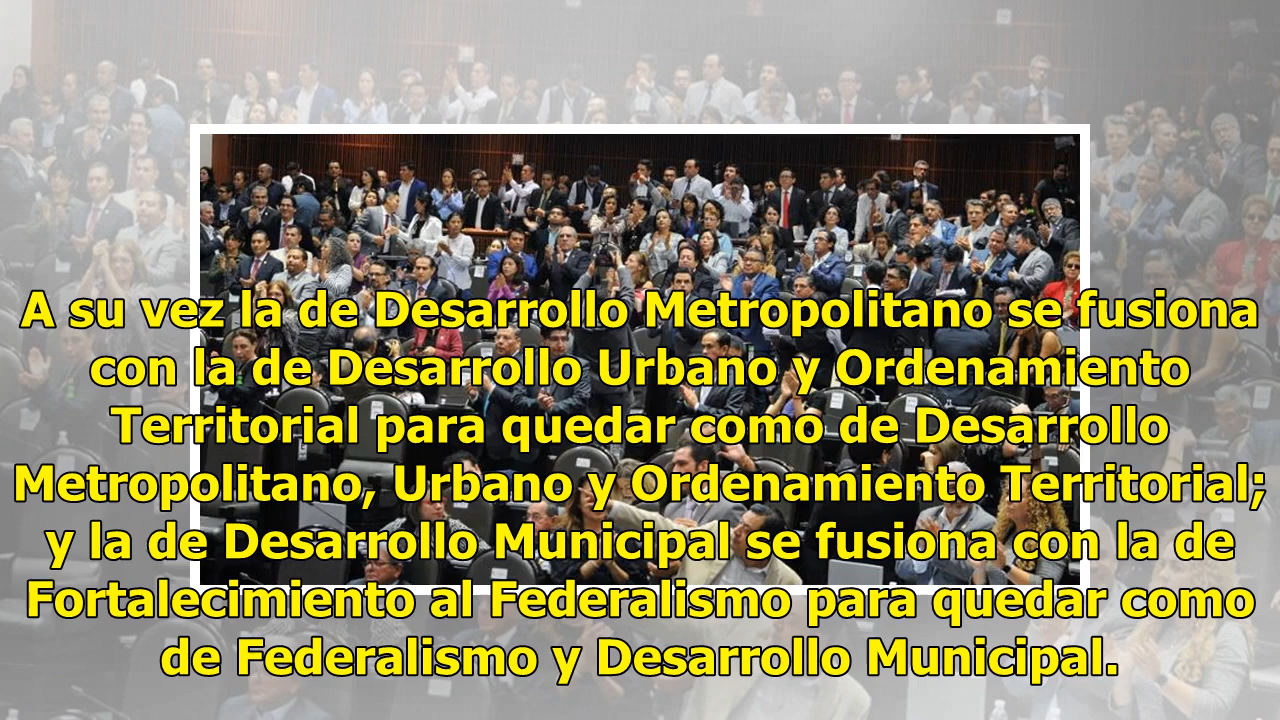 A su vez la de Desarrollo Metropolitano se fusiona
con la de Desarrollo Urbano y Ordenamiento
Territorial para quedar como de Desarrollo
Metropolitano, Urbano y Ordenamiento Territorial;
y la de Desarrollo Municipal se fusiona con la de
Fortalecimiento al Federalismo para quedar como
de Federalismo y Desarrollo Municipal.